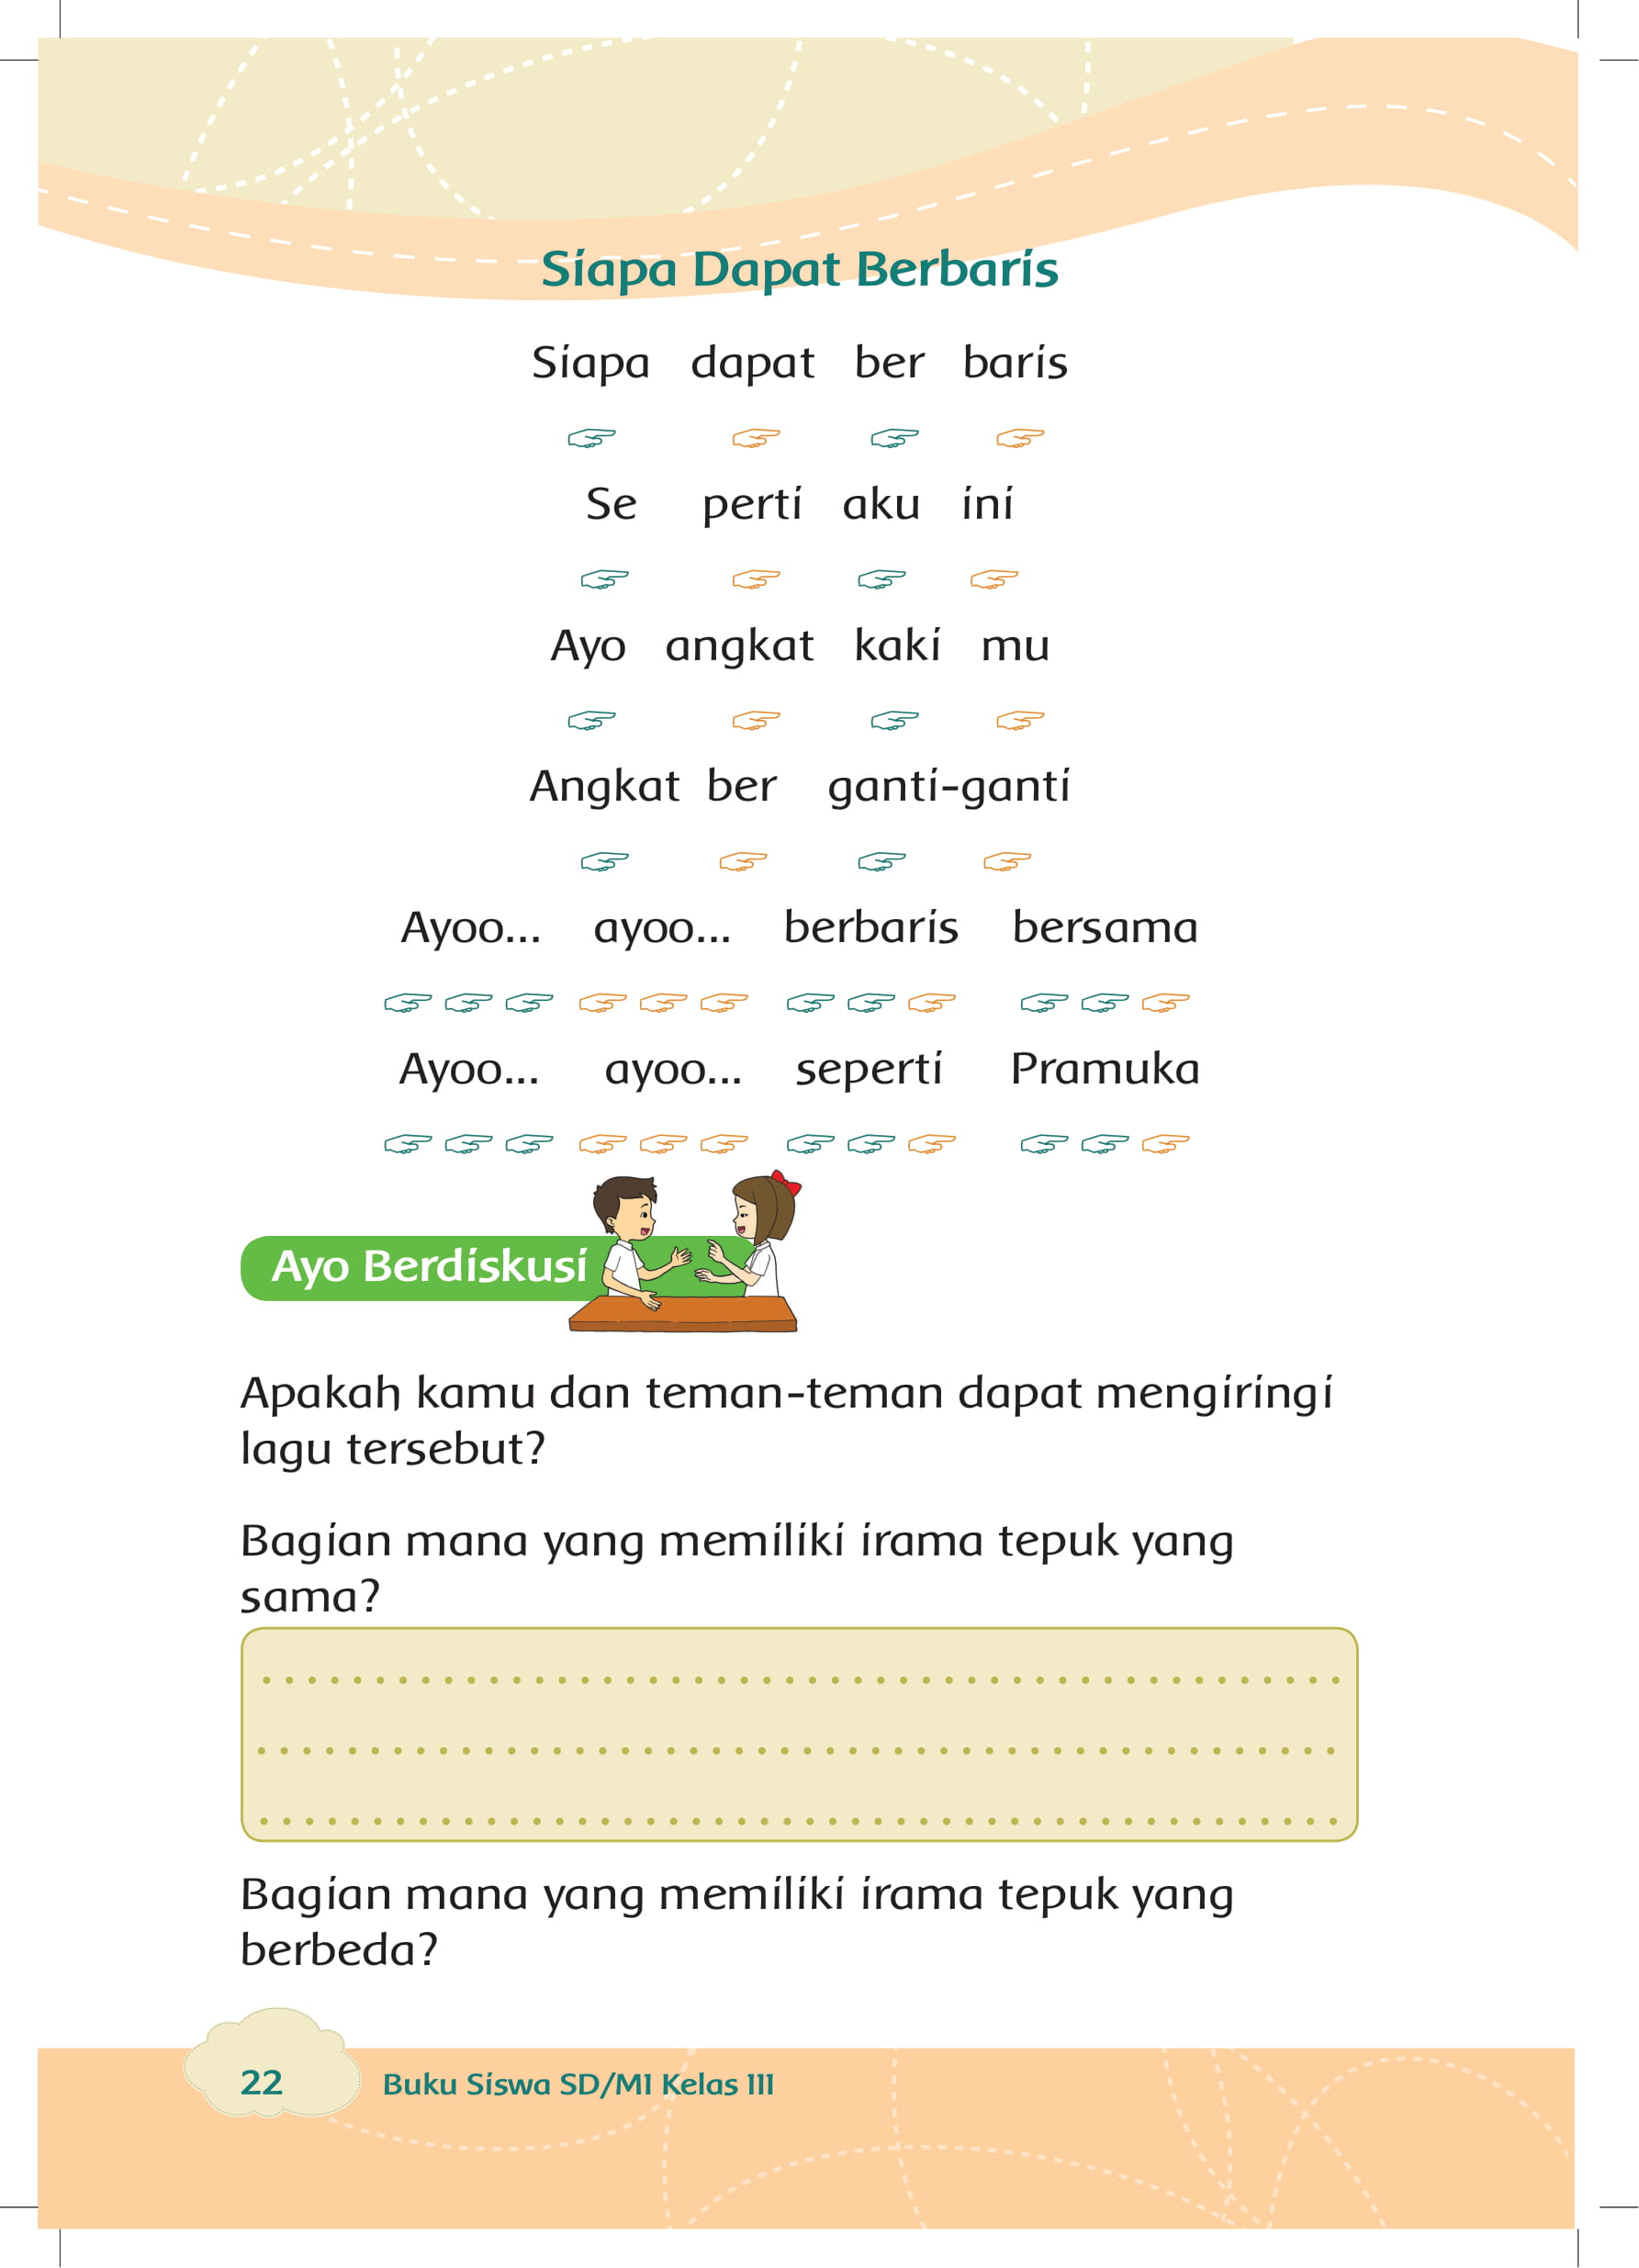 Siapa Dapat Berbaris
Siapa dapat ber baris
Se perti aku ini
Ayo angkat kaki mu
Angkat ber ganti-ganti
Ayoo... ayoo... berbaris bersama
Ayoo... ayoo... seperti Pramuka
Ayo Berdiskusi
Apakah kamu dan teman-teman dapat mengiringi
lagu tersebut?
Bagian mana yang memiliki irama tepuk yang
sama?
Bagian mana yang memiliki irama tepuk yang
berbeda?
22 Buku Siswa SD/MI Kelas III